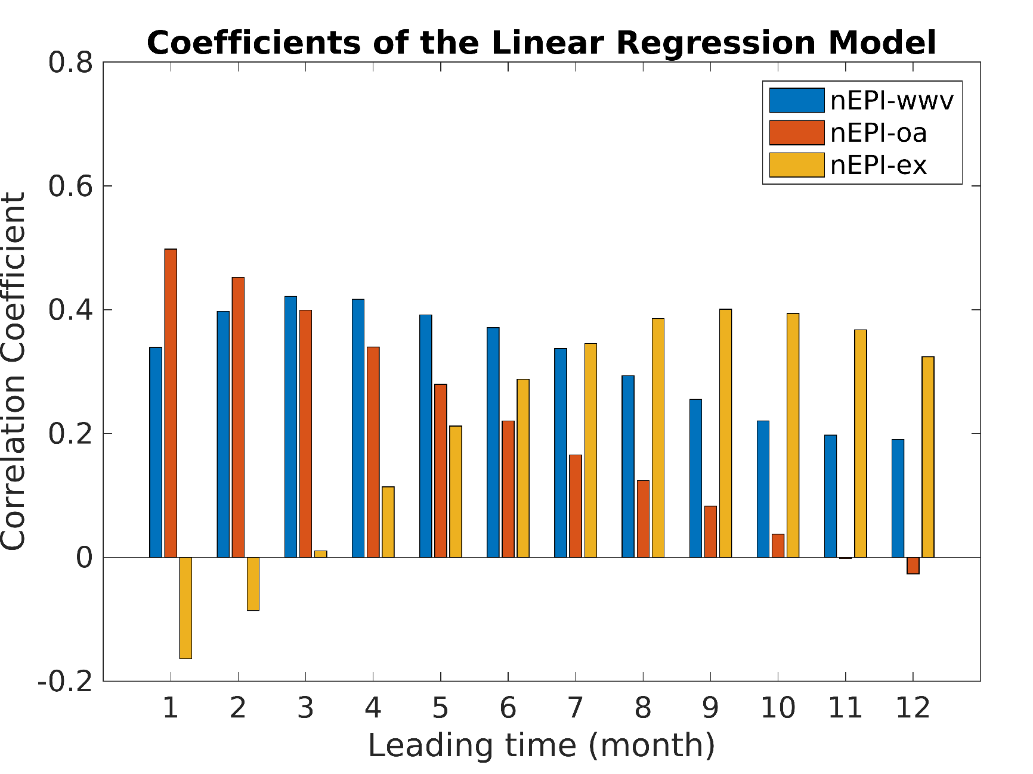 Coefficients of the Linear Regression Model
0.8
0.6
0.4
0.2
0
-0.2
Correlation Coefficient
nEPI-wwv
nEPI-oa
nEPI-ex
1 2 3 4 5 6 7 8 9 10 11 12
Leading time (month)